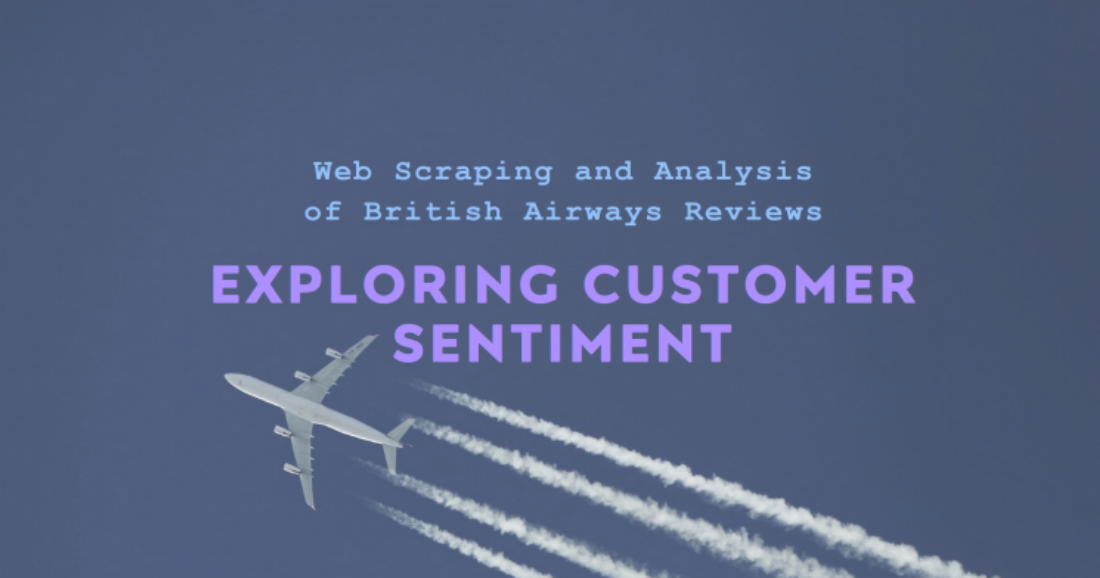 Web Scraping and Analysis
of British Airways Reviews
EXPLORING CUSTOMER
SENTIMENT